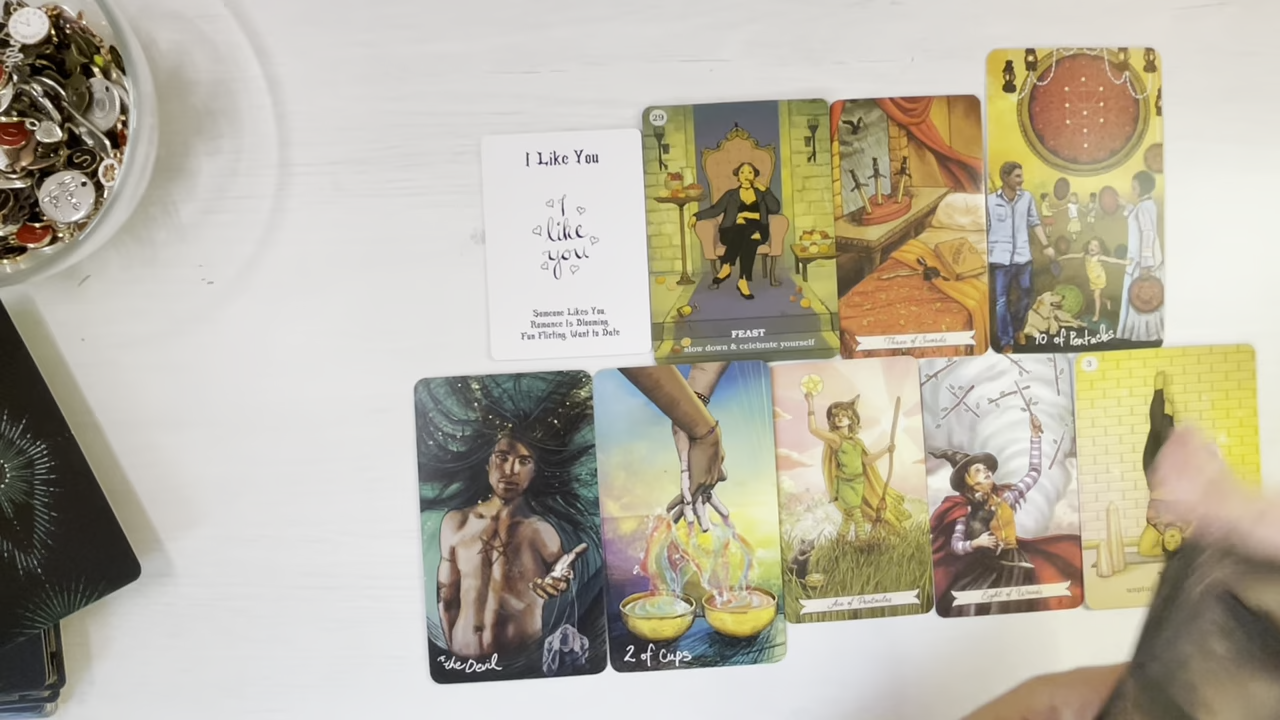 I Like You
I
like
you
Someone Likes You.
Romance Is Blooming.
Fun Flirting. Want to Date
29
FEAST
slow down & celebrate yourself
Three of Swords
10 of Pentacles
the Devil
2 of Cups
Ace of Pentacles
Eight of Wands
3
S